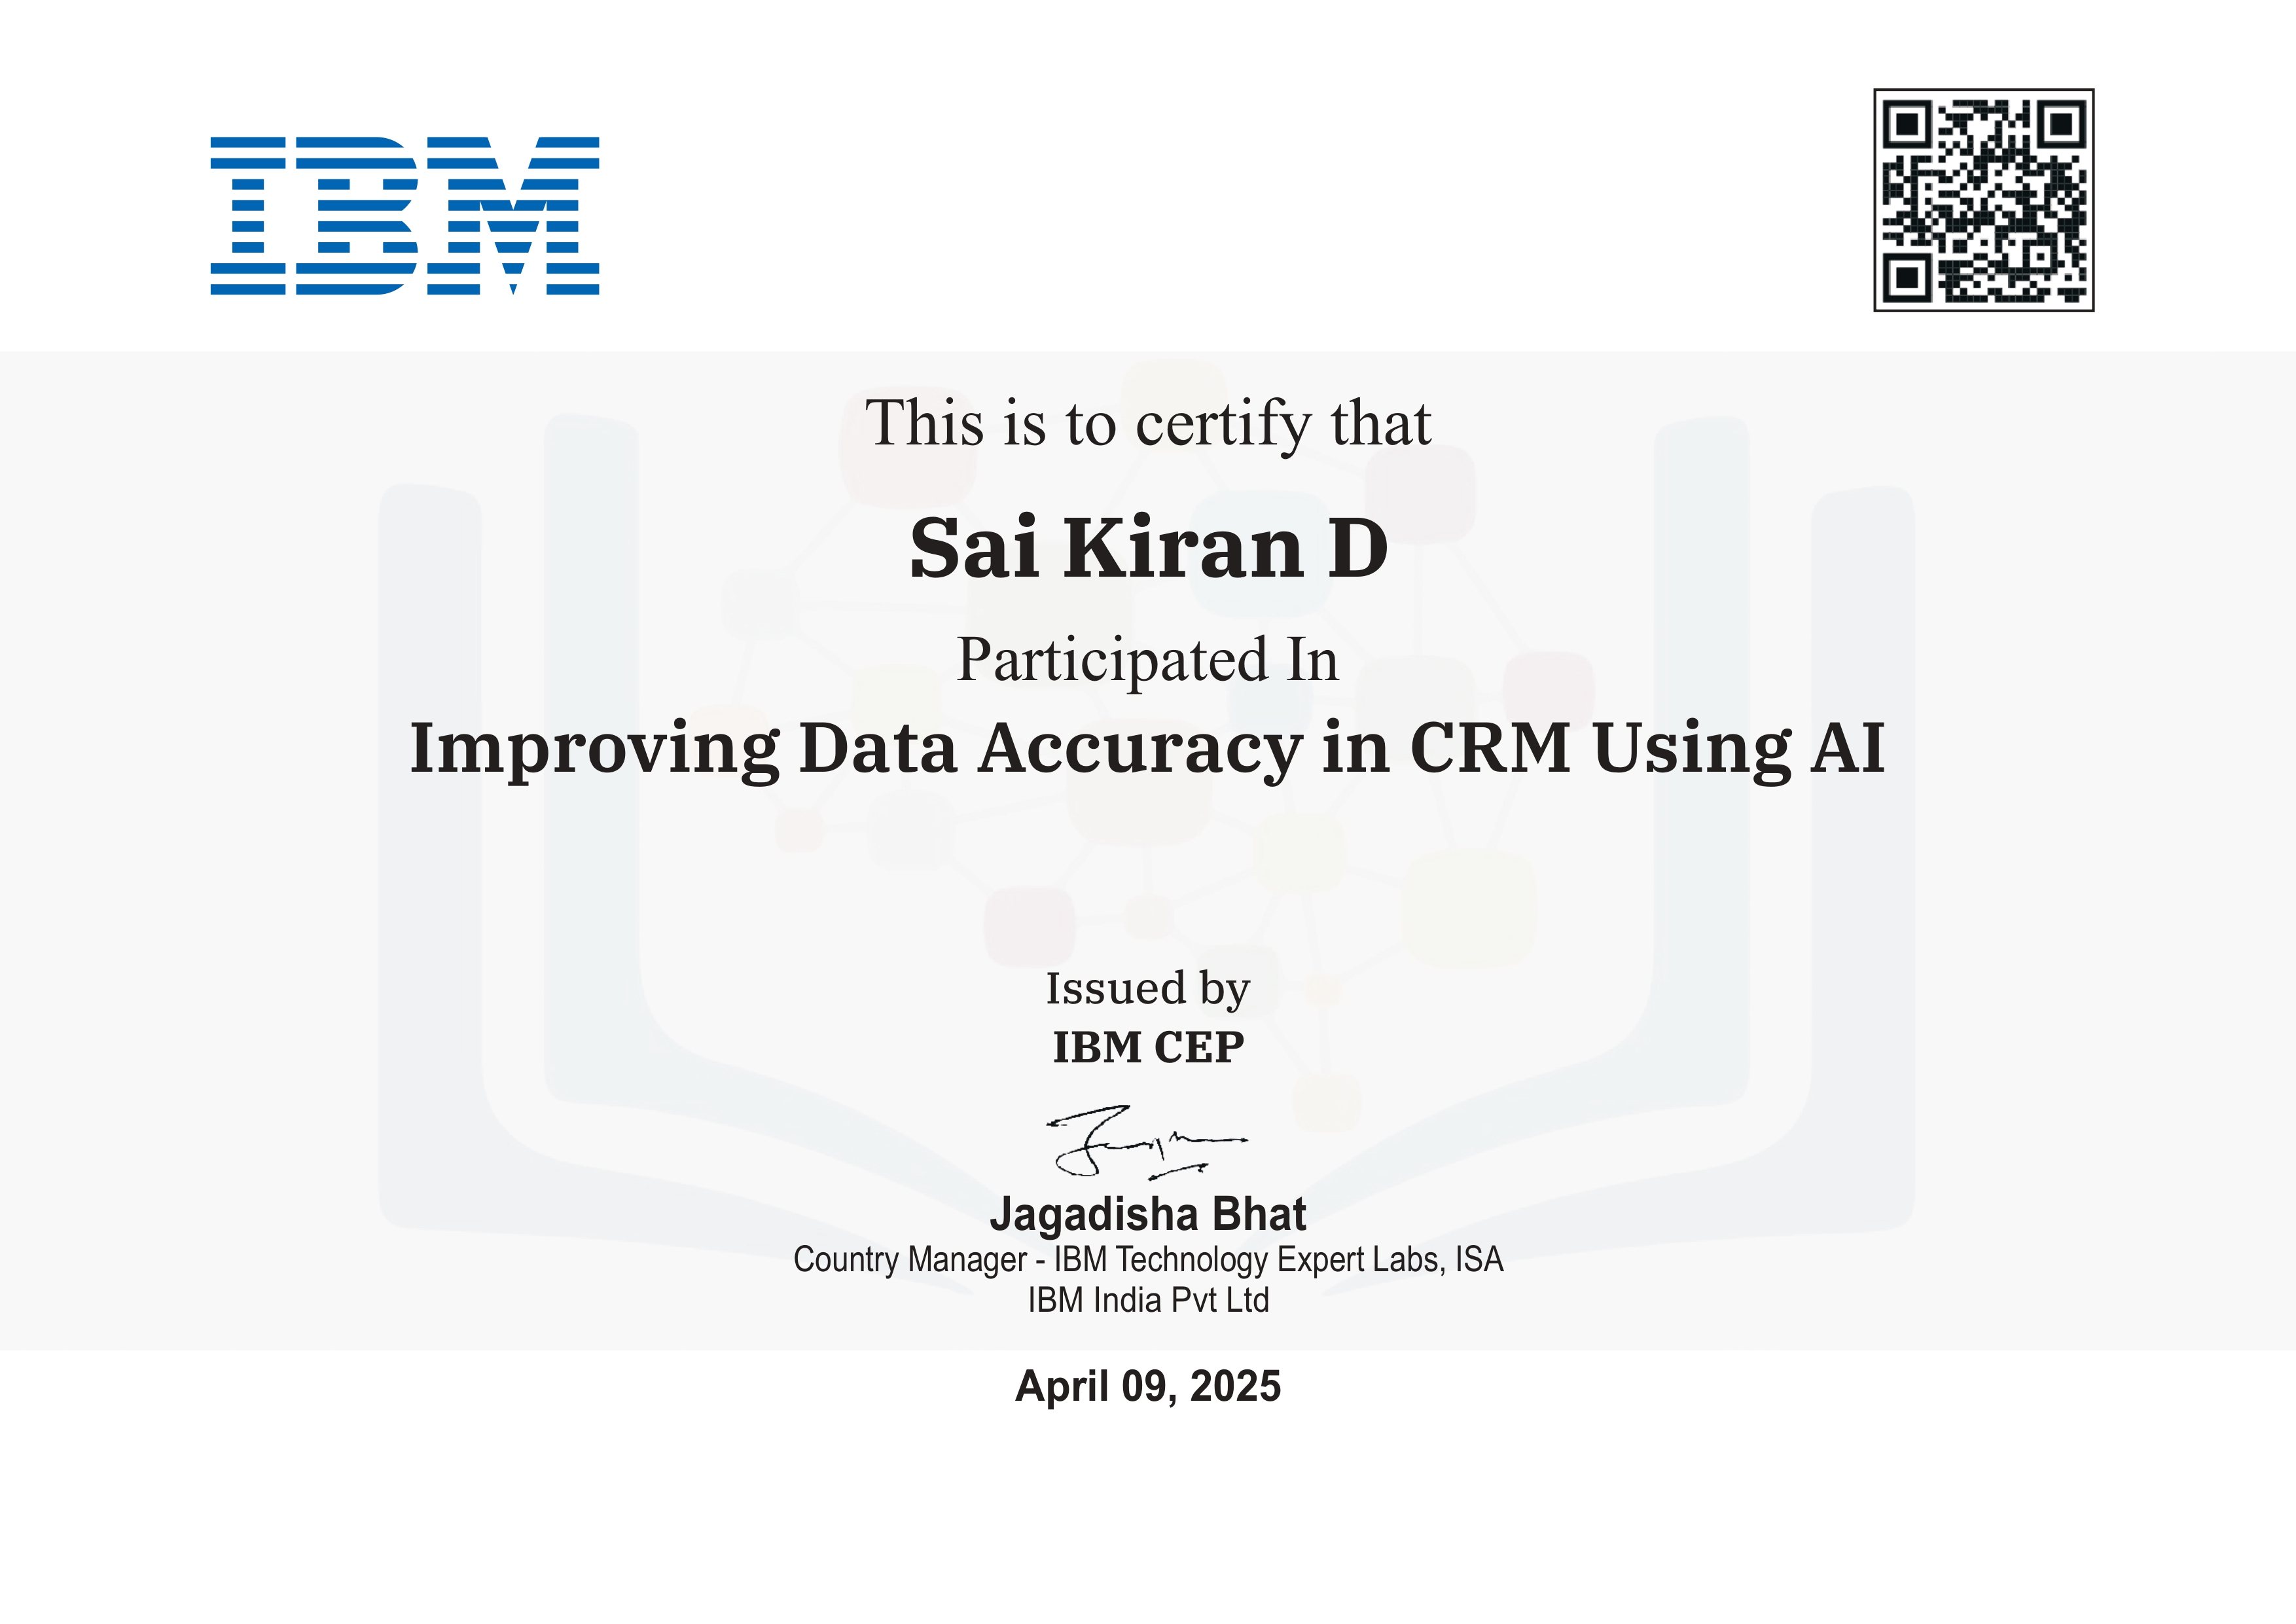 IBM
This is to certify that
Sai Kiran D
Participated In
Improving Data Accuracy in CRM Using AI
Issued by
IBM CEP
Jagadisha Bhat
Country Manager - IBM Technology Expert Labs, ISA
IBM India Pvt Ltd
April 09, 2025